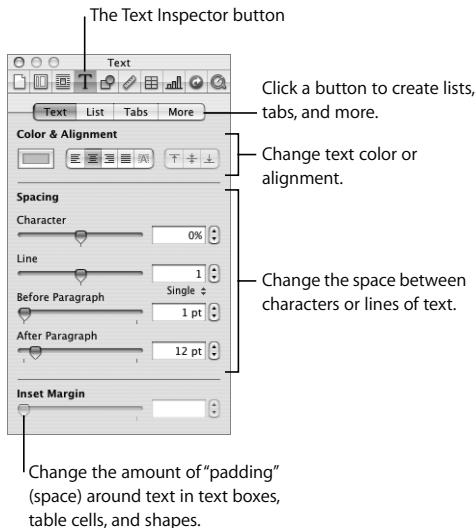 The Text Inspector button
Text
T
Text List Tabs More
Click a button to create lists,
tabs, and more.
Color & Alignment
Change text color or
alignment.
Spacing
Character
0%
Line
1
Single
Change the space between
characters or lines of text.
Before Paragraph
1 pt
After Paragraph
12 pt
Inset Margin
Change the amount of “padding”
(space) around text in text boxes,
table cells, and shapes.